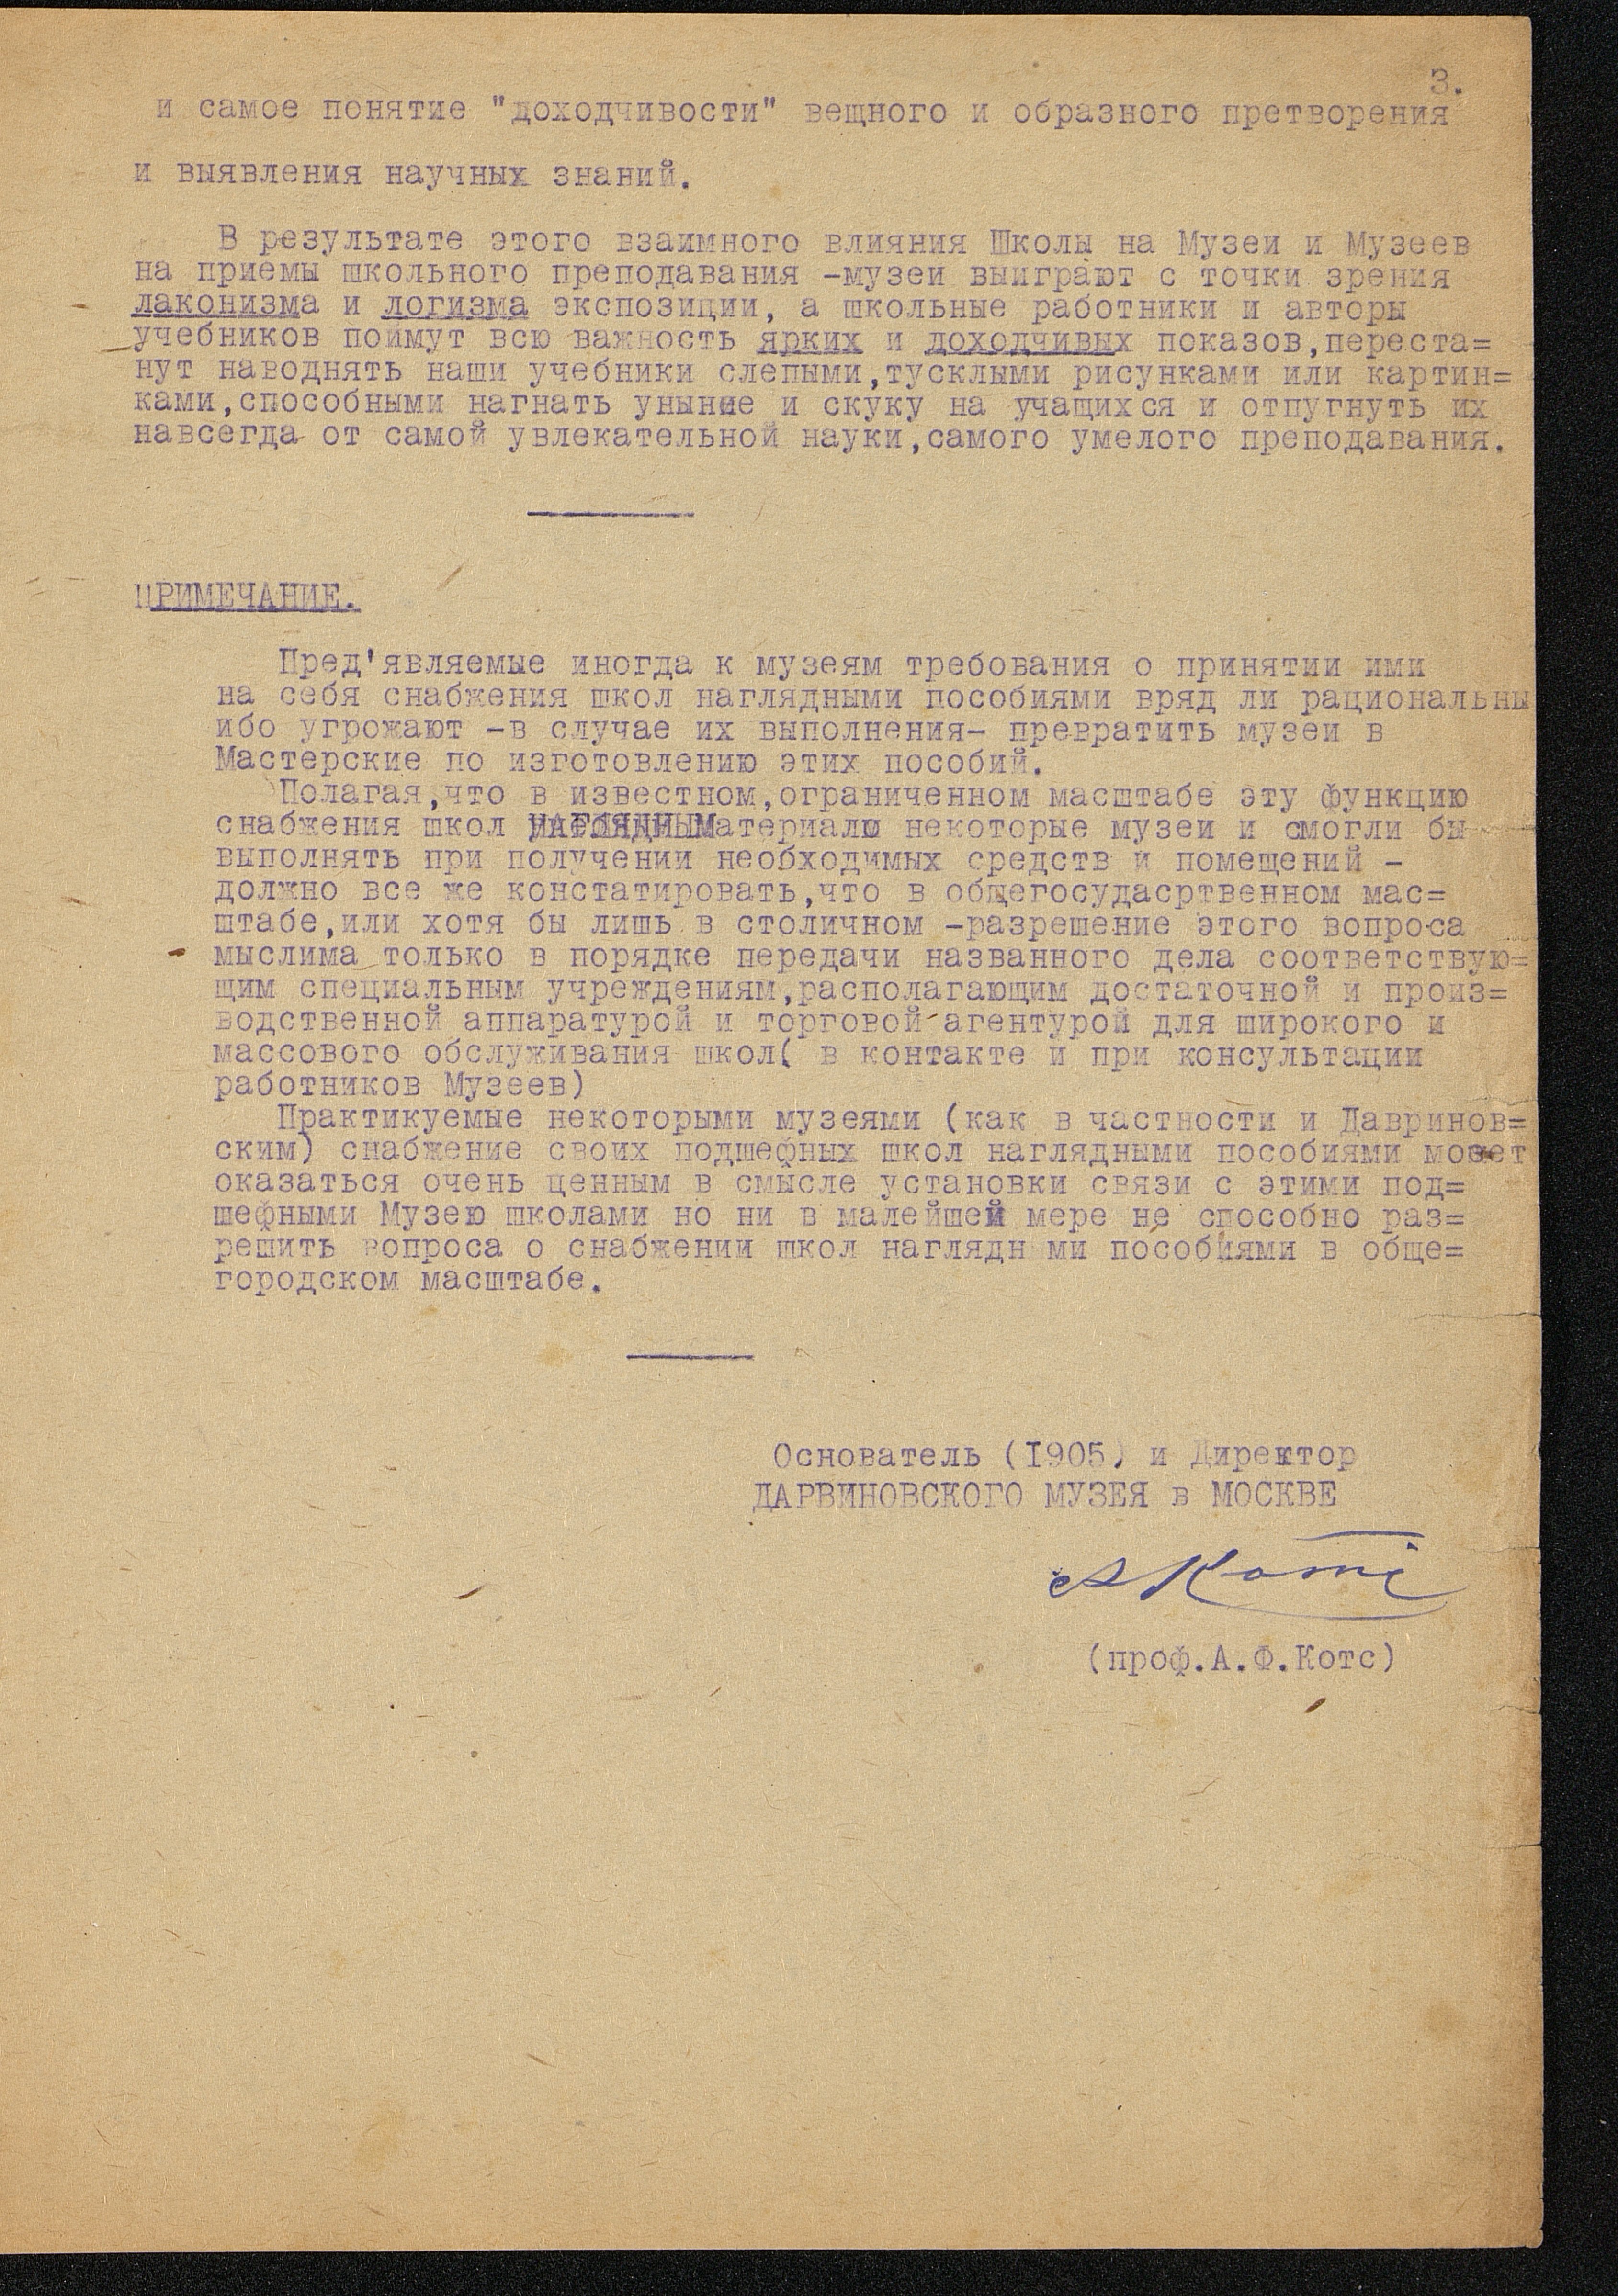 3.
и самое понятие "доходчивости" вещного и образного претворения
и выявления научных знаний.
В результате этого взаимного влияния Школы на Музеи и Музеев
на приемы школьного преподавания -музеи выиграют с точки зрения
лаконизма и логизма экспозиции, а школьные работники и авторы
учебников поймут всю важность ярких и доходчивых показов,переста=
нут наводнять наши учебники слепыми,тусклыми рисунками или картин=
ками,способными нагнать уныние и скуку на учащихся и отпугнуть их
навсегда от самой увлекательной науки,самого умелого преподавания.
ПРИМЕЧАНИЕ.
Пред'являемые иногда к музеям требования о принятии ими
на себя снабжения школ наглядными пособиями вряд ли рациональны
ибо угрожают -в случае их выполнения- превратить музеи в
Мастерские по изготовлению этих пособий.
Полагая,что в известном,ограниченном масштабе эту функцию
снабжения школ НАГЛЯДНЫМ материалы некоторые музеи и смогли бы
выполнять при получении необходимых средств и помещений -
должно все же констатировать,что в общегосудасртвенном мас=
штабе,или хотя бы лишь в столичном -разрешение этого вопроса
мыслима только в порядке передачи названного дела соответствую=
щим специальным учреждениям,располагающим достаточной и произ=
водственной аппаратурой и торговой агентурой для широкого и
массового обслуживания школ( в контакте и при консультации
работников Музеев)
Практикуемые некоторыми музеями (как в частности и Давринов=
ским) снабжение своих подшефных школ наглядными пособиями может
оказаться очень ценным в смысле установки связи с этими под=
шефными Музею школами но ни в малейшей мере не способно раз=
решить вопроса о снабжении школ наглядн ми пособиями в обще=
городском масштабе.
Основатель (I905) и Директор
ДАРВИНОВСКОГО МУЗЕЯ в МОСКВЕ
А Котс
(проф.А.Ф.Котс)